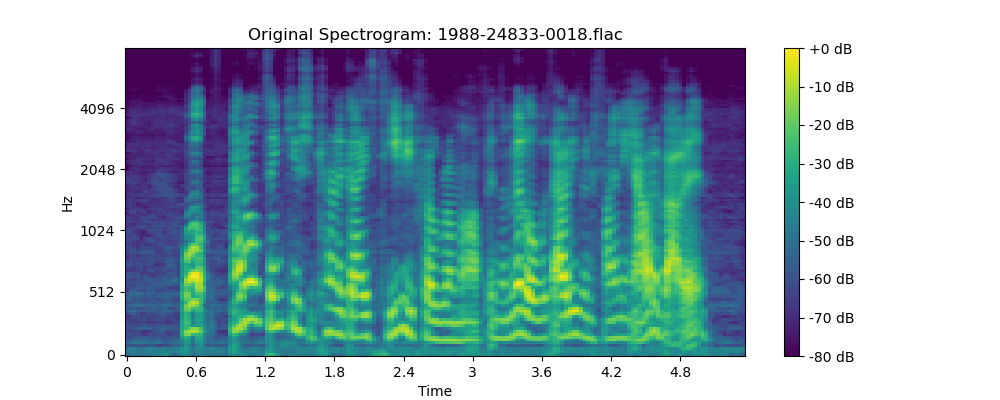 Original Spectrogram: 1988-24833-0018.flac
Hz
4096
2048
1024
512
0
0
0.6
1.2
1.8
2.4
3
3.6
4.2
4.8
Time
+0 dB
-10 dB
-20 dB
-30 dB
-40 dB
-50 dB
-60 dB
-70 dB
-80 dB